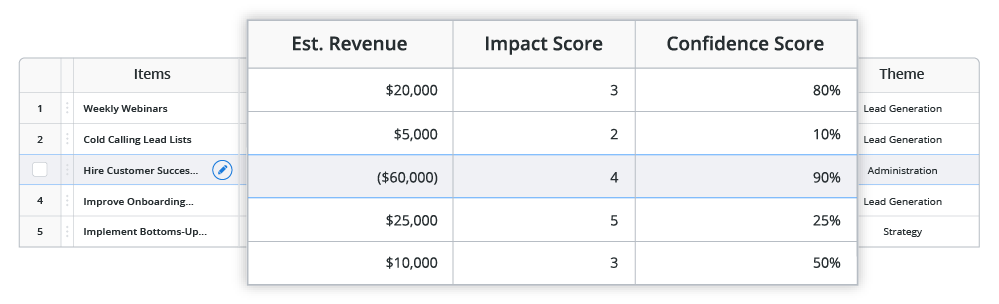 Items Est. Revenue Impact Score Confidence Score Theme
1 Weekly Webinars $20,000 3 80% Lead Generation
2 Cold Calling Lead Lists $5,000 2 10% Lead Generation
Hire Customer Succes... ($60,000) 4 90% Administration
4 Improve Onboarding... $25,000 5 25% Lead Generation
5 Implement Bottoms-Up... $10,000 3 50% Strategy